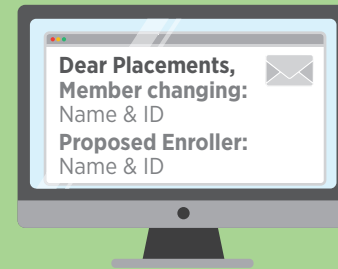 Dear Placements,
Member changing:
Name & ID
Proposed Enroller:
Name & ID